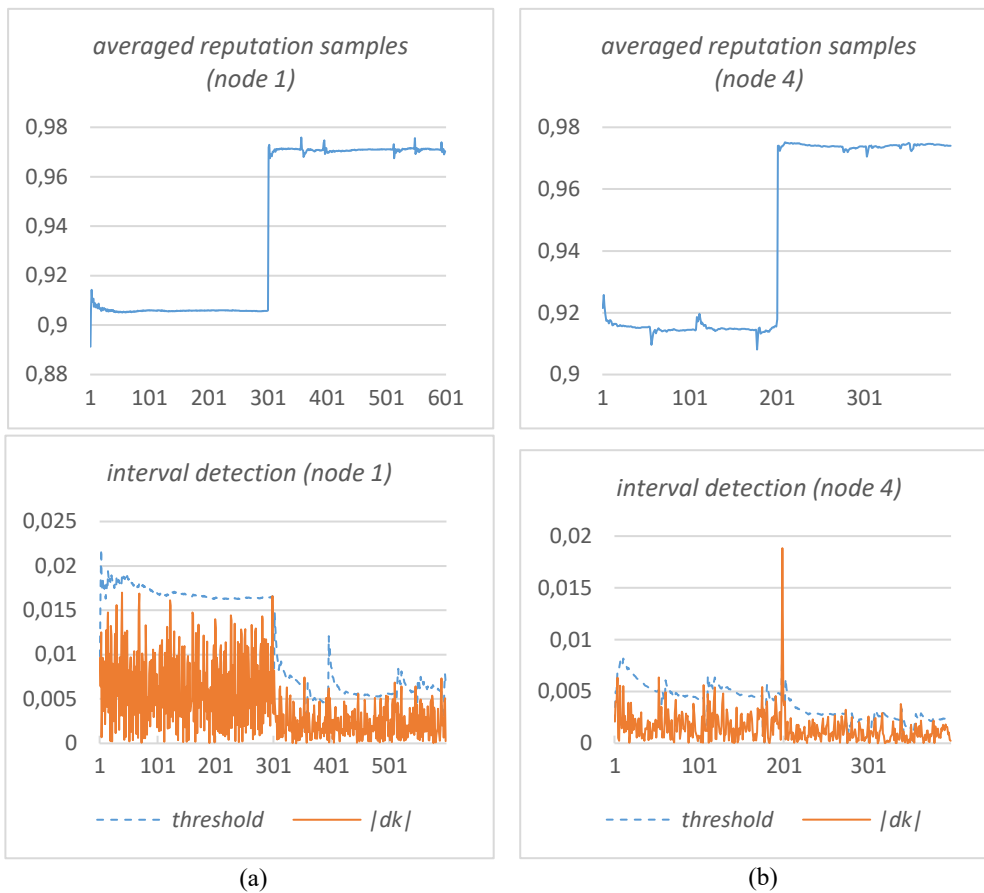 averaged reputation samples
(node 1)
0,98
0,96
0,94
0,92
0,9
0,88
1 101 201 301 401 501 601
averaged reputation samples
(node 4)
0,98
0,96
0,94
0,92
0,9
1 101 201 301
interval detection (node 1)
0,025
0,02
0,015
0,01
0,005
0
1 101 201 301 401 501
threshold |dk|
interval detection (node 4)
0,02
0,015
0,01
0,005
0
1 101 201 301
threshold |dk|
(a) (b)